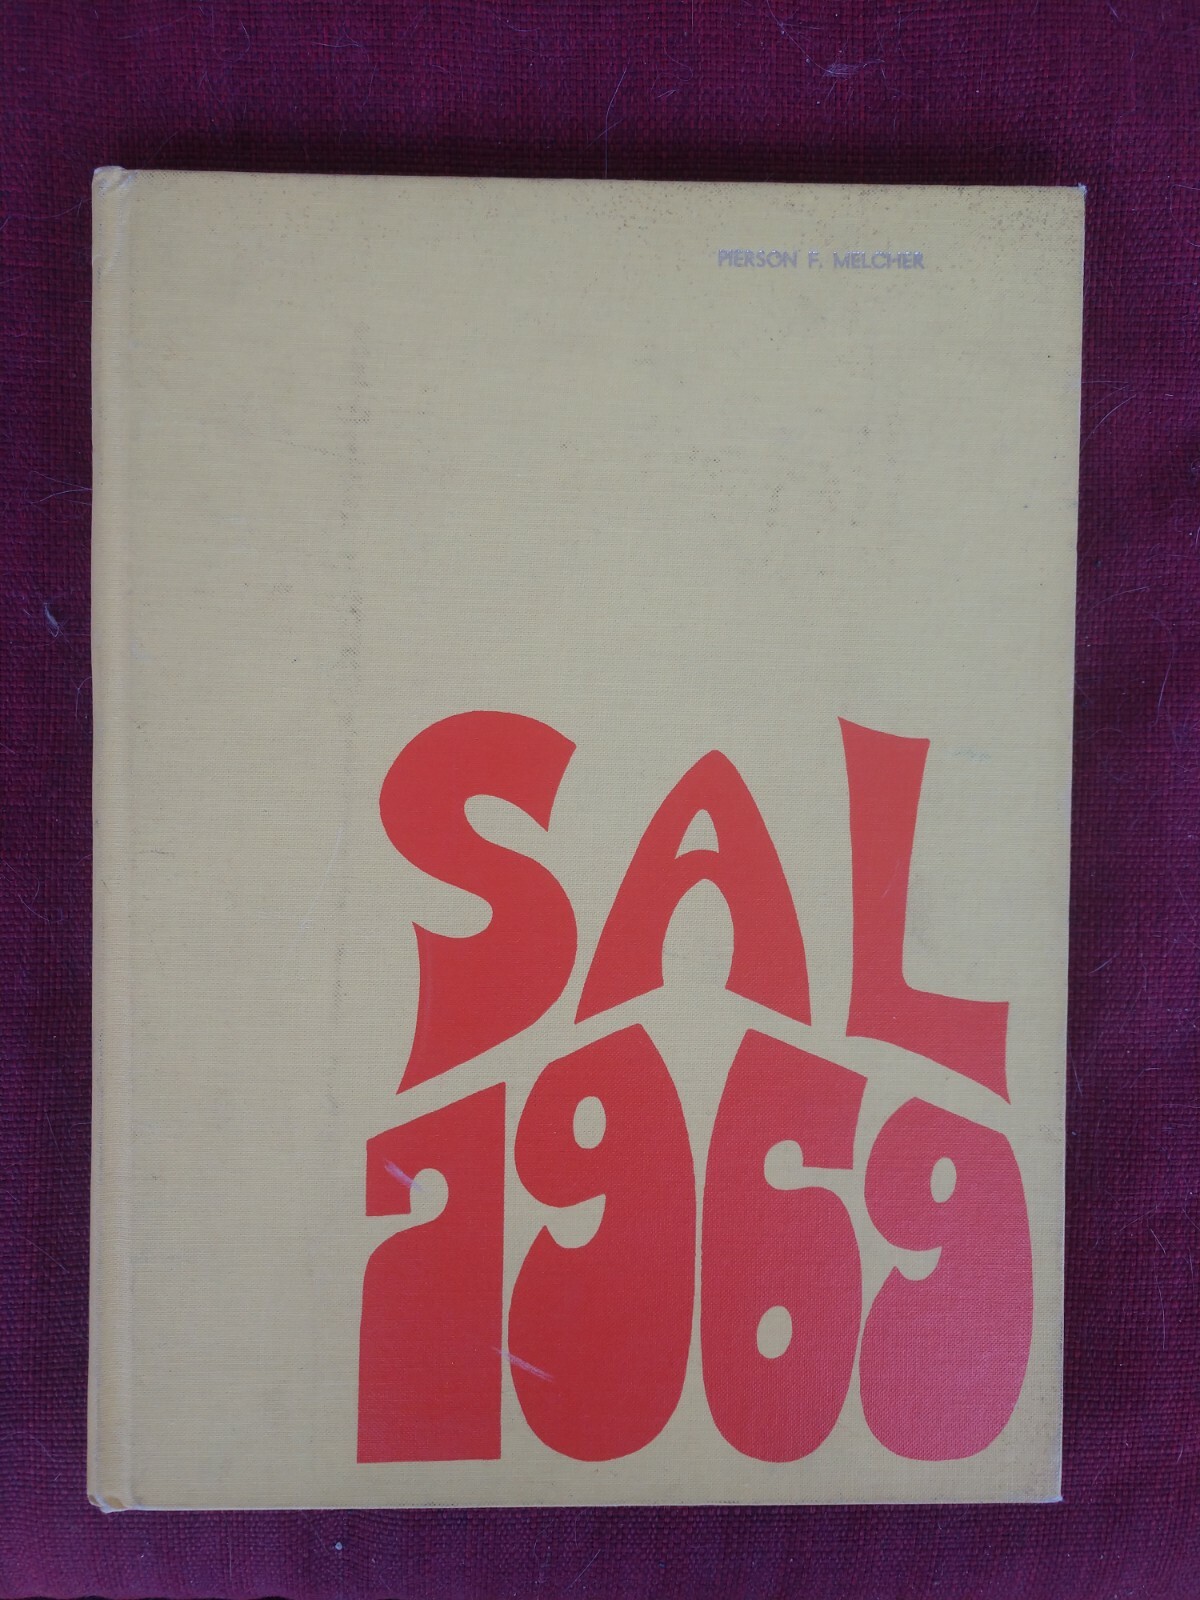 PIERSON F. MELCHER
SAL
1969